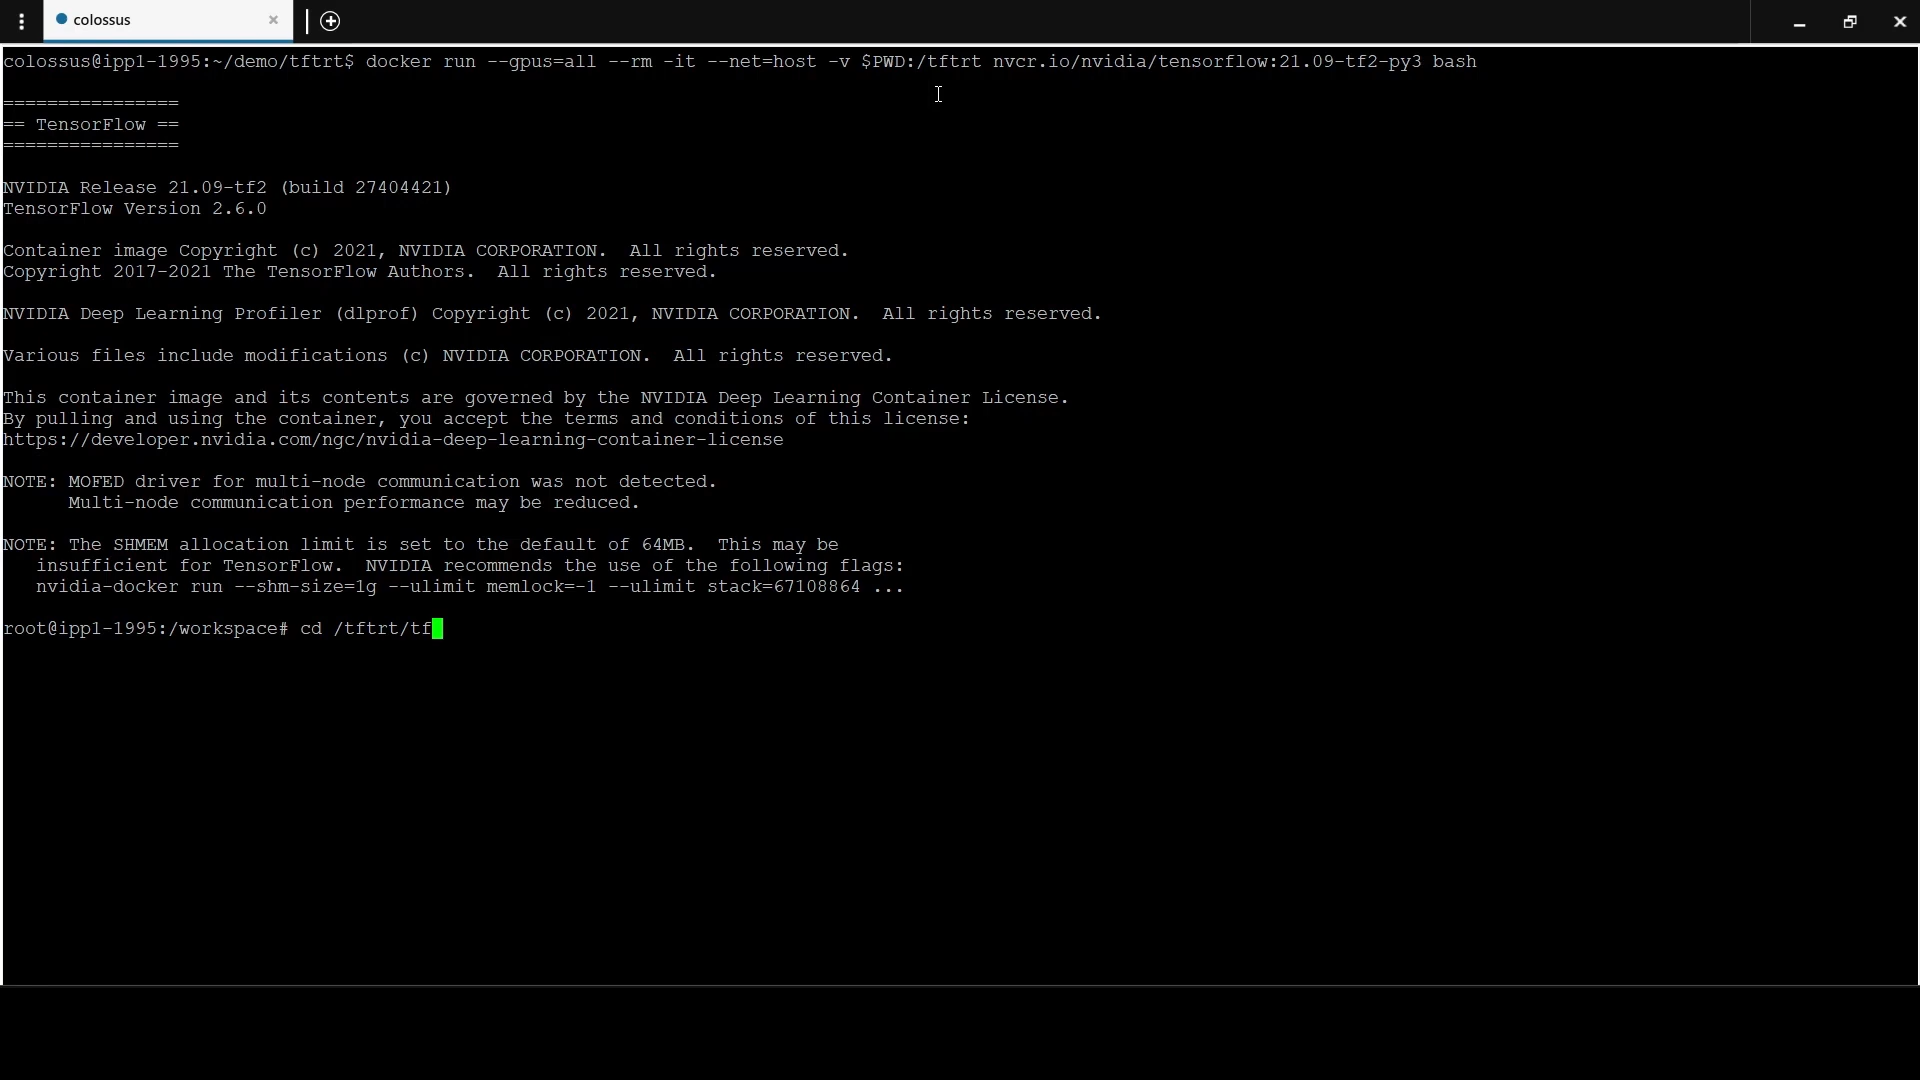 colossus
colossus@ipp1-1995:~/demo/tftrt$ docker run --gpus=all --rm -it --net=host -v $PWD:/tftrt nvcr.io/nvidia/tensorflow:21.09-tf2-py3 bash
================
== TensorFlow ==
================
NVIDIA Release 21.09-tf2 (build 27404421)
TensorFlow Version 2.6.0
Container image Copyright (c) 2021, NVIDIA CORPORATION.  All rights reserved.
Copyright 2017-2021 The TensorFlow Authors.  All rights reserved.
NVIDIA Deep Learning Profiler (dlprof) Copyright (c) 2021, NVIDIA CORPORATION.  All rights reserved.
Various files include modifications (c) NVIDIA CORPORATION.  All rights reserved.
This container image and its contents are governed by the NVIDIA Deep Learning Container License.
By pulling and using the container, you accept the terms and conditions of this license:
https://developer.nvidia.com/ngc/nvidia-deep-learning-container-license
NOTE: MOFED driver for multi-node communication was not detected.
      Multi-node communication performance may be reduced.
NOTE: The SHMEM allocation limit is set to the default of 64MB.  This may be
   insufficient for TensorFlow.  NVIDIA recommends the use of the following flags:
   nvidia-docker run --shm-size=1g --ulimit memlock=-1 --ulimit stack=67108864 ...
root@ipp1-1995:/workspace# cd /tftrt/tf